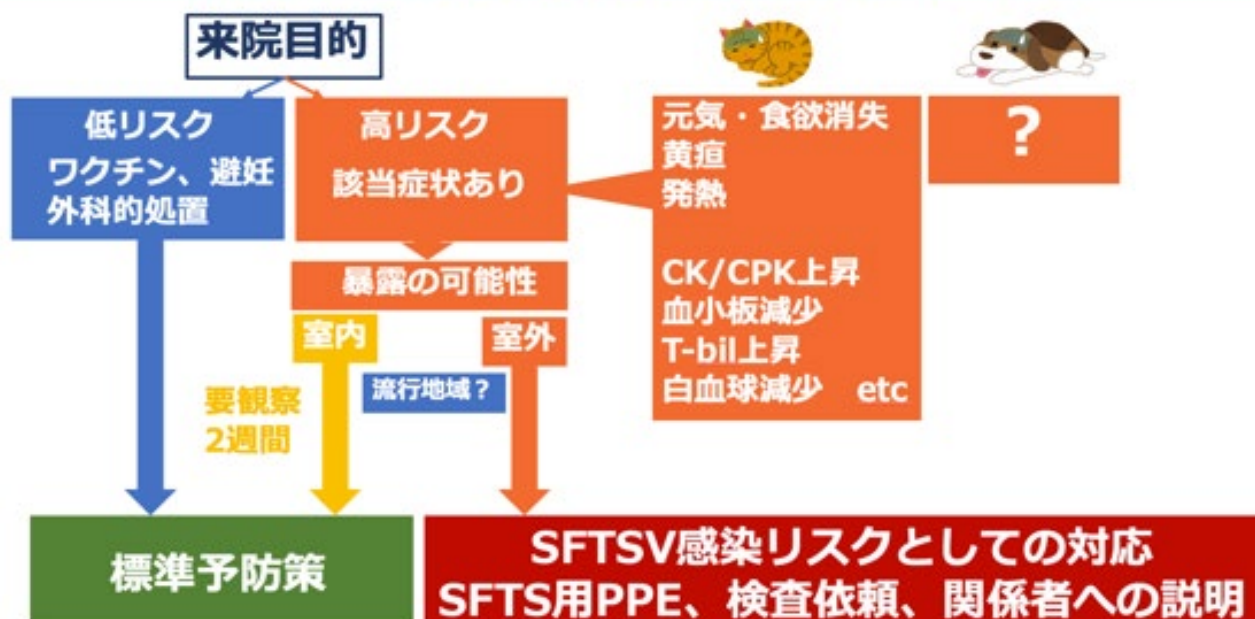 来院目的
低リスク
ワクチン、避妊
外科的処置
高リスク
該当症状あり
元気・食欲消失
黄疸
発熱
CK/CPK上昇
血小板減少
T-bil上昇
白血球減少　etc
?
暴露の可能性
室内
室外
流行地域？
要観察
2週間
標準予防策
SFTSV感染リスクとしての対応
SFTS用PPE、検査依頼、関係者への説明